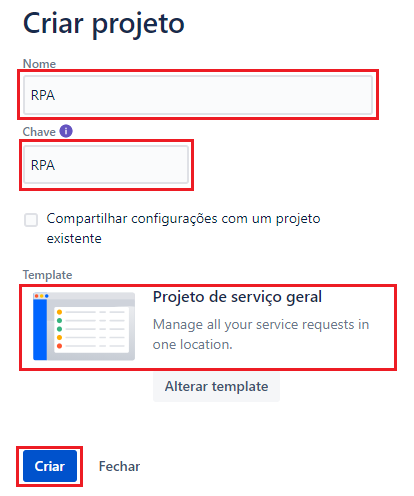 Criar projeto
Nome
RPA
Chave
RPA
Compartilhar configurações com um projeto
existente
Template
Projeto de serviço geral
Manage all your service requests in
one location.
Alterar template
Criar Fechar